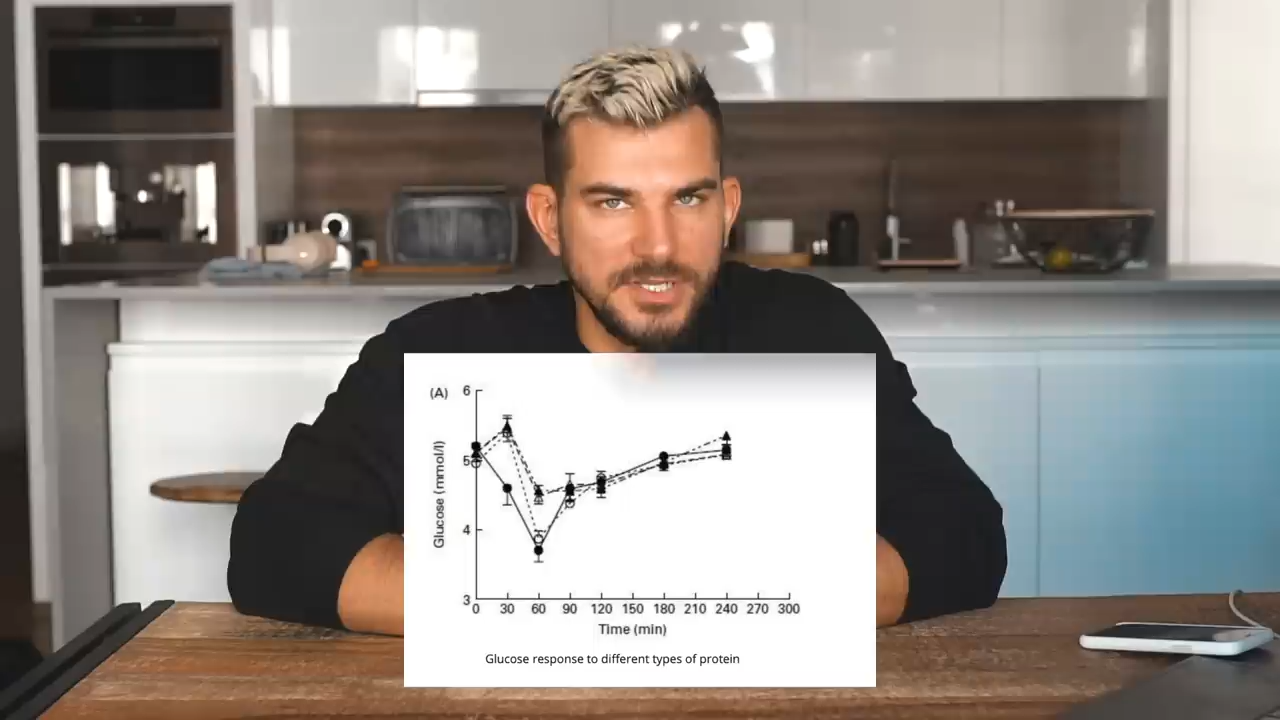 (A)
6
5
4
3
Glucose (mmol/l)
0 30 60 90 120 150 180 210 240 270 300
Time (min)
Glucose response to different types of protein